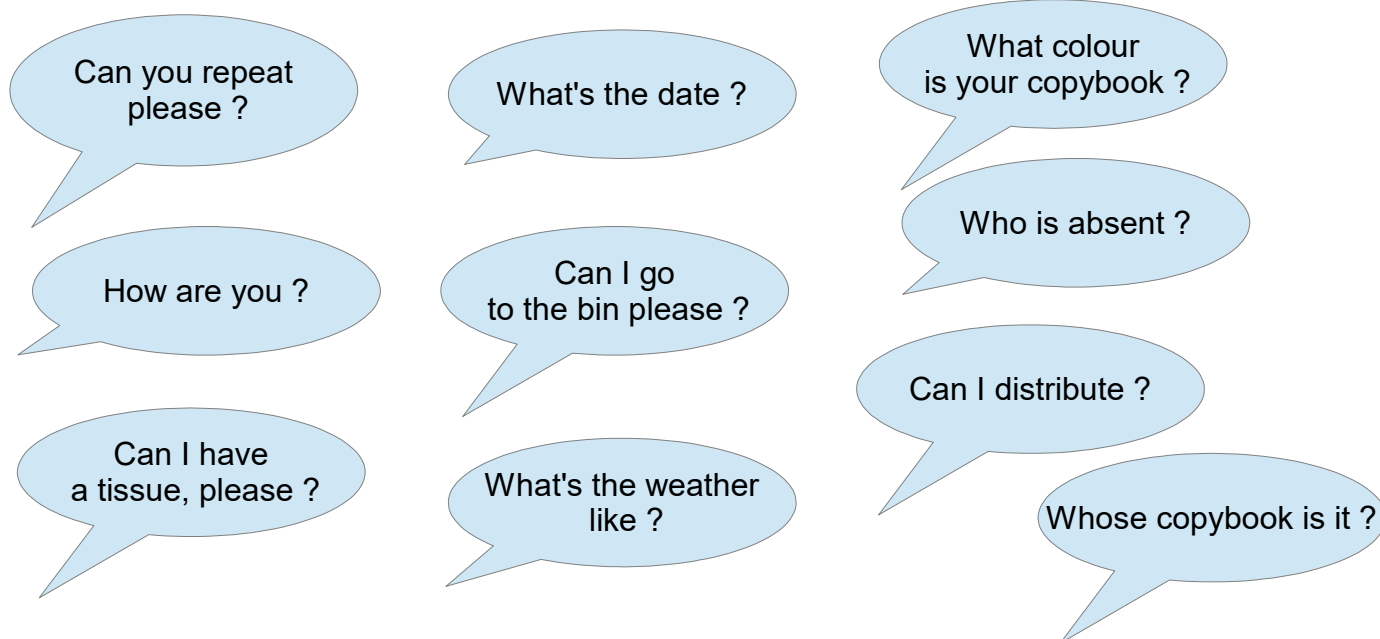 Can you repeat
please ?
What's the date ?
What colour
is your copybook ?
Who is absent ?
How are you ?
Can I go
to the bin please ?
Can I distribute ?
Can I have
a tissue, please ?
What's the weather
like ?
Whose copybook is it ?